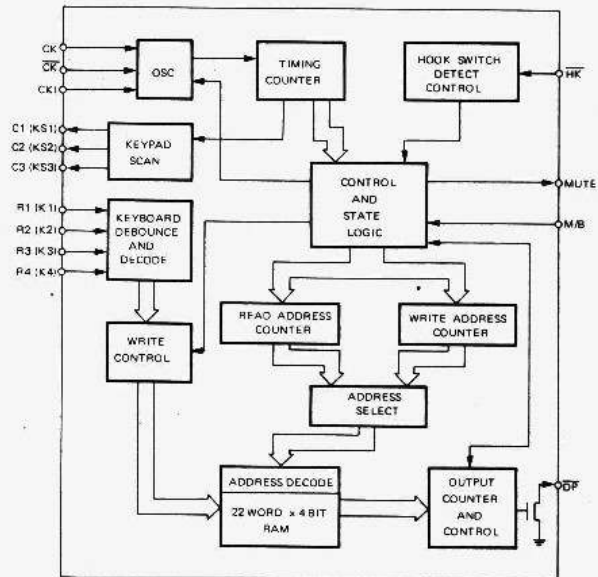 CK
CK
CKI
OSC
TIMING
COUNTER
HOOK SWITCH
DETECT
CONTROL
HK
C1 (KS1)
C2 (KS2)
C3 (KS3)
KEYPAD
SCAN
CONTROL
AND
STATE
LOGIC
MUTE
M/B
R1 (K1)
R2 (K2)
R3 (K3)
R4 (K4)
KEYBOARD
DEBOUNCE
AND
DECODE
READ ADDRESS
COUNTER
WRITE ADDRESS
COUNTER
WRITE
CONTROL
ADDRESS
SELECT
ADDRESS DECODE
22 WORD x 4 BIT
RAM
OUTPUT
COUNTER
AND
CONTROL
DP